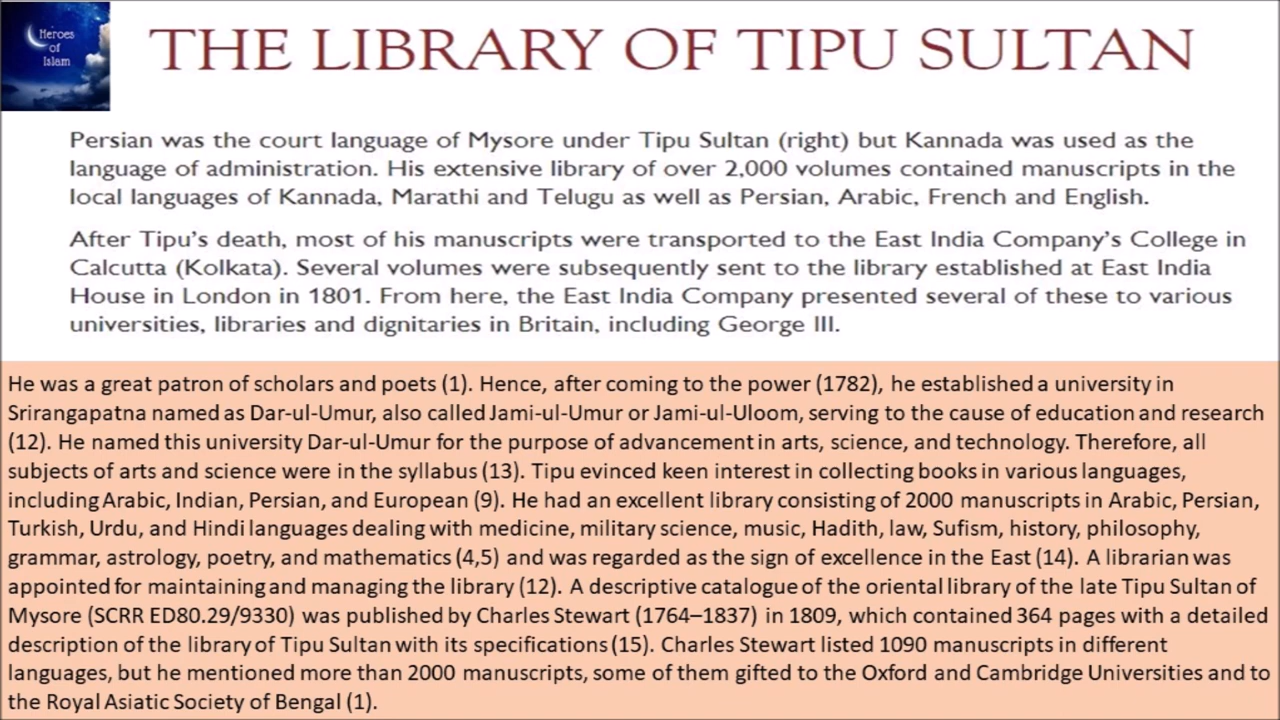 Heroes
of
Islam
THE LIBRARY OF TIPU SULTAN
Persian was the court language of Mysore under Tipu Sultan (right) but Kannada was used as the
language of administration. His extensive library of over 2,000 volumes contained manuscripts in the
local languages of Kannada, Marathi and Telugu as well as Persian, Arabic, French and English.
After Tipu's death, most of his manuscripts were transported to the East India Company's College in
Calcutta (Kolkata). Several volumes were subsequently sent to the library established at East India
House in London in 1801. From here, the East India Company presented several of these to various
universities, libraries and dignitaries in Britain, including George III.
He was a great patron of scholars and poets (1). Hence, after coming to the power (1782), he established a university in
Srirangapatna named as Dar-ul-Umur, also called Jami-ul-Umur or Jami-ul-Uloom, serving to the cause of education and research
(12). He named this university Dar-ul-Umur for the purpose of advancement in arts, science, and technology. Therefore, all
subjects of arts and science were in the syllabus (13). Tipu evinced keen interest in collecting books in various languages,
including Arabic, Indian, Persian, and European (9). He had an excellent library consisting of 2000 manuscripts in Arabic, Persian,
Turkish, Urdu, and Hindi languages dealing with medicine, military science, music, Hadith, law, Sufism, history, philosophy,
grammar, astrology, poetry, and mathematics (4,5) and was regarded as the sign of excellence in the East (14). A librarian was
appointed for maintaining and managing the library (12). A descriptive catalogue of the oriental library of the late Tipu Sultan of
Mysore (SCRR ED80.29/9330) was published by Charles Stewart (1764–1837) in 1809, which contained 364 pages with a detailed
description of the library of Tipu Sultan with its specifications (15). Charles Stewart listed 1090 manuscripts in different
languages, but he mentioned more than 2000 manuscripts, some of them gifted to the Oxford and Cambridge Universities and to
the Royal Asiatic Society of Bengal (1).